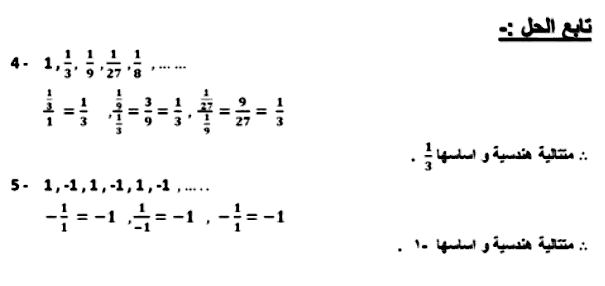 تابع الحل :-
4 - 1 , 1/3 , 1/9 , 1/27 , 1/8 , ... ...
(1/3)/1 = 1/3 , (1/9)/(1/3) = 3/9 = 1/3 , (1/27)/(1/9) = 9/27 = 1/3
∴ متتالية هندسية و اساسها 1/3 .
5 - 1 , -1 , 1 , -1 , 1 , -1 , ... . .
-1/1 = -1 , 1/-1 = -1 , -1/1 = -1
∴ متتالية هندسية و اساسها -١ .